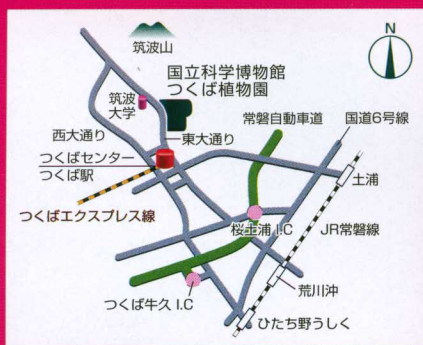 N
筑波山
国立科学博物館
つくば植物園
筑波
大学
常磐自動車道
国道6号線
西大通り
東大通り
つくばセンター
つくば駅
土浦
つくばエクスプレス線
桜土浦I.C
JR常磐線
荒川沖
つくば牛久I.C
ひたち野うしく